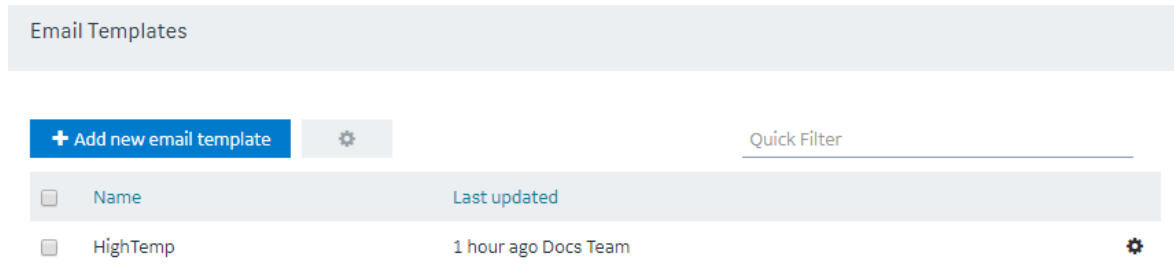 Email Templates
Add new email template
Quick Filter
Name Last updated
HighTemp 1 hour ago Docs Team